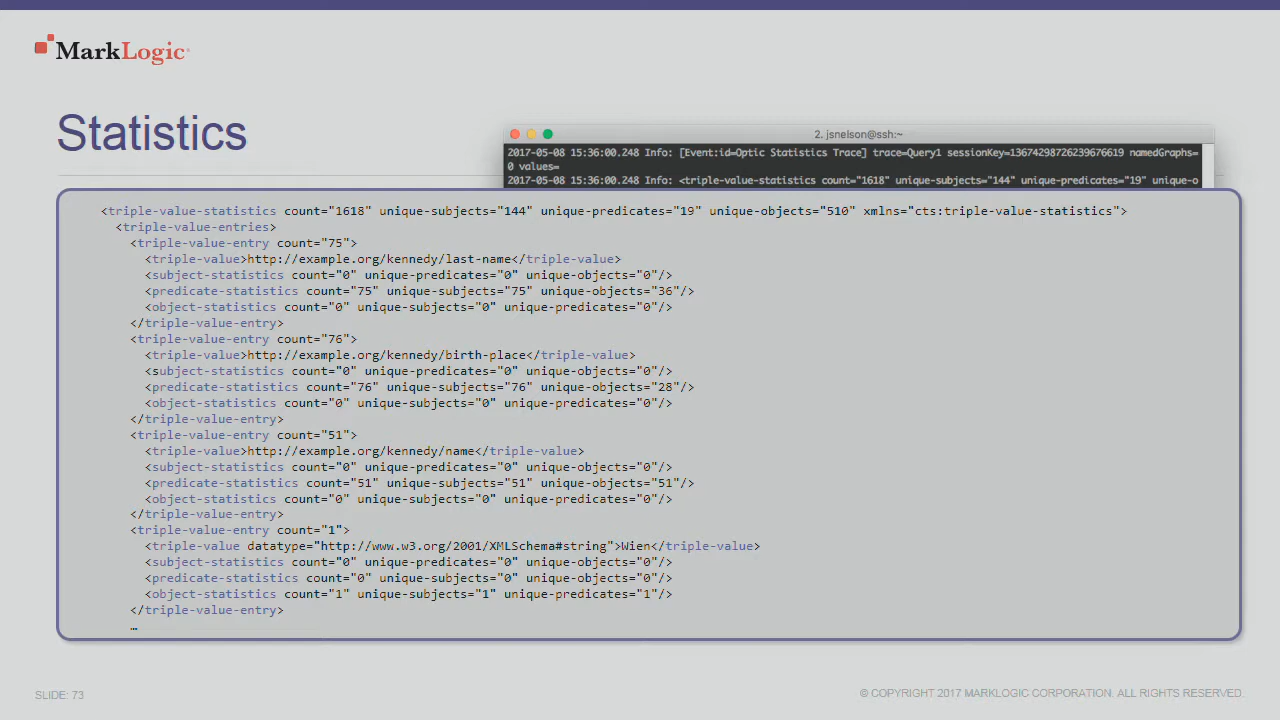 MarkLogic
Statistics
2. jsnelson@ssh:~
2017-05-08 15:36:00.248 Info: [Event:id=Optic Statistics Trace] trace=Query1 sessionKey=13674298726239676619 namedGraphs=
0 values=
2017-05-08 15:36:00.248 Info: <triple-value-statistics count="1618" unique-subjects="144" unique-predicates="19" unique-o
<triple-value-statistics count="1618" unique-subjects="144" unique-predicates="19" unique-objects="510" xmlns="cts:triple-value-statistics">
<triple-value-entries>
<triple-value-entry count="75">
<triple-value>http://example.org/kennedy/last-name</triple-value>
<subject-statistics count="0" unique-predicates="0" unique-objects="0"/>
<predicate-statistics count="75" unique-subjects="75" unique-objects="36"/>
<object-statistics count="0" unique-subjects="0" unique-predicates="0"/>
</triple-value-entry>
<triple-value-entry count="76">
<triple-value>http://example.org/kennedy/birth-place</triple-value>
<subject-statistics count="0" unique-predicates="0" unique-objects="0"/>
<predicate-statistics count="76" unique-subjects="76" unique-objects="28"/>
<object-statistics count="0" unique-subjects="0" unique-predicates="0"/>
</triple-value-entry>
<triple-value-entry count="51">
<triple-value>http://example.org/kennedy/name</triple-value>
<subject-statistics count="0" unique-predicates="0" unique-objects="0"/>
<predicate-statistics count="51" unique-subjects="51" unique-objects="51"/>
<object-statistics count="0" unique-subjects="0" unique-predicates="0"/>
</triple-value-entry>
<triple-value-entry count="1">
<triple-value datatype="http://www.w3.org/2001/XMLSchema#string">Wien</triple-value>
<subject-statistics count="0" unique-predicates="0" unique-objects="0"/>
<predicate-statistics count="0" unique-subjects="0" unique-objects="0"/>
<object-statistics count="1" unique-subjects="1" unique-predicates="1"/>
</triple-value-entry>
…
SLIDE: 73
© COPYRIGHT 2017 MARKLOGIC CORPORATION. ALL RIGHTS RESERVED.